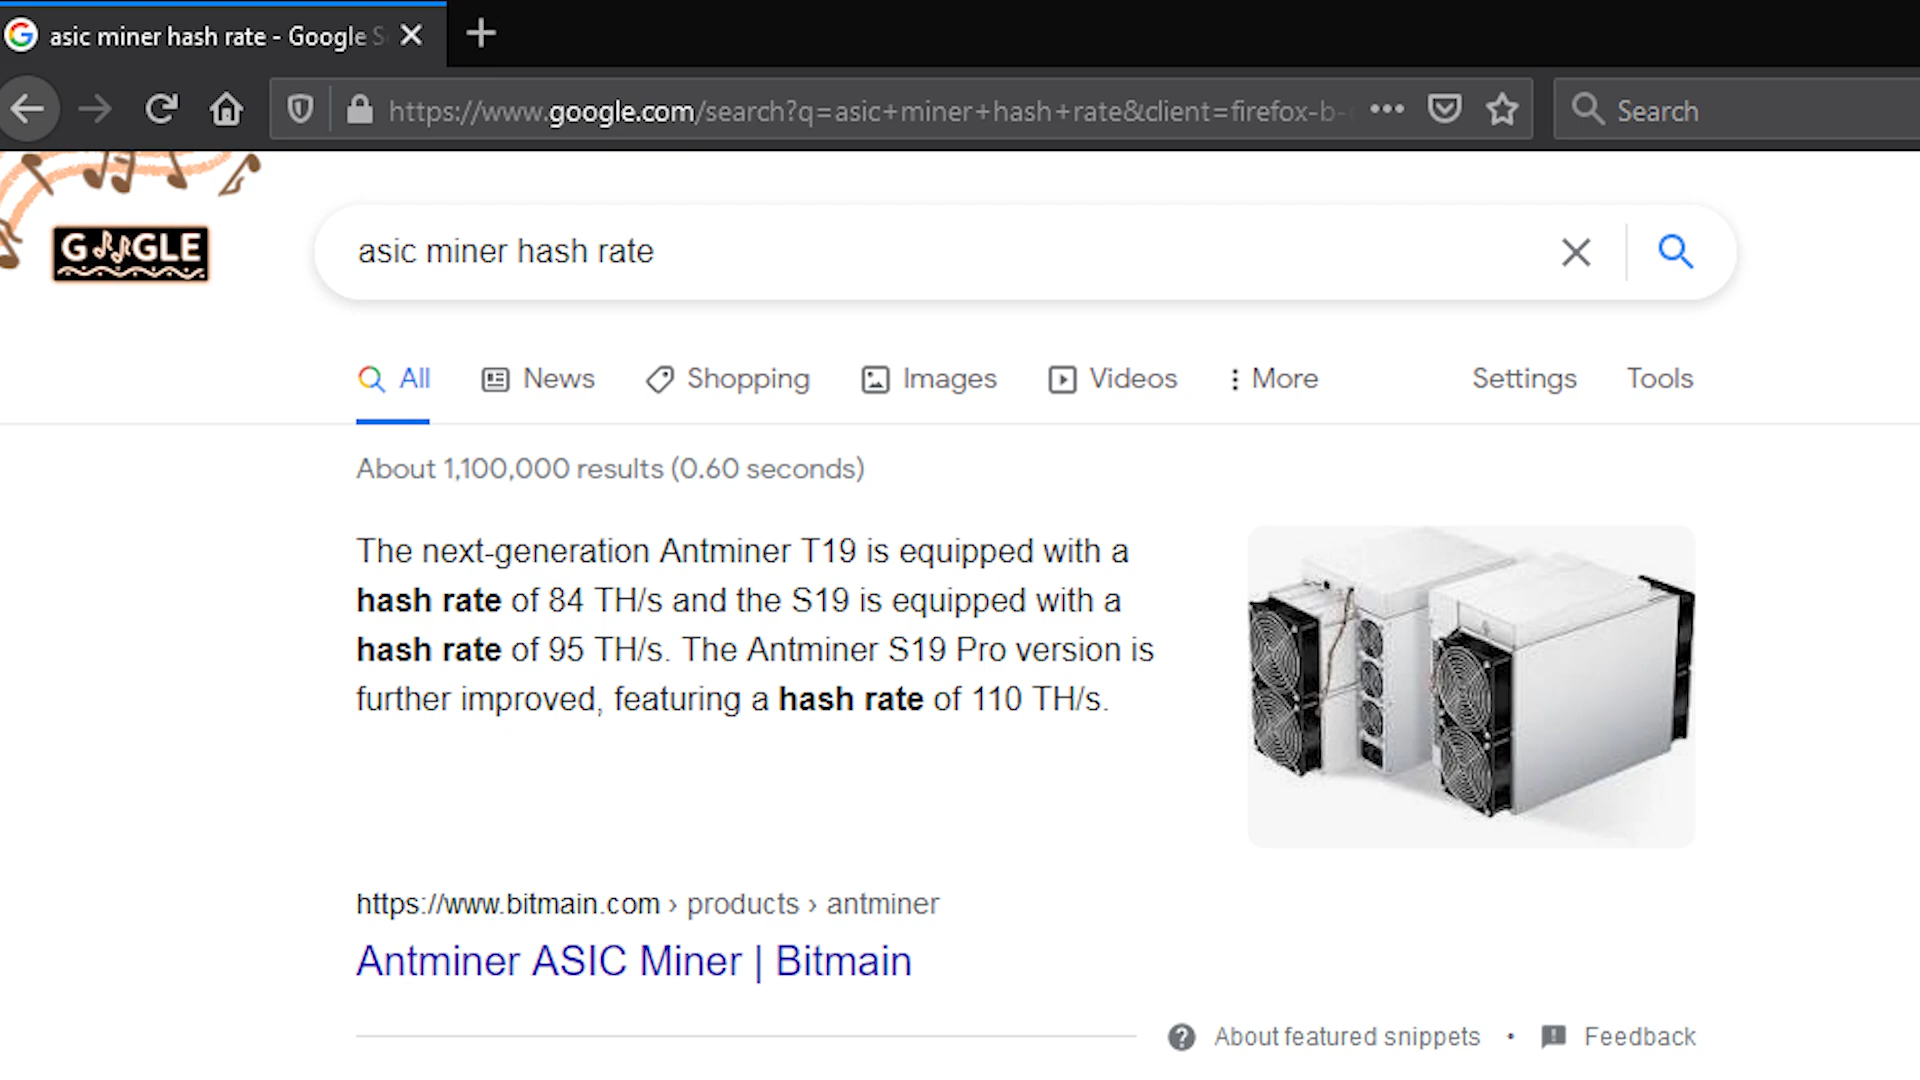 asic miner hash rate - Google S
https://www.google.com/search?q=asic+miner+hash+rate&client=firefox-b-
Search
GOOGLE
asic miner hash rate
All News Shopping Images Videos More Settings Tools
About 1,100,000 results (0.60 seconds)
The next-generation Antminer T19 is equipped with a
hash rate of 84 TH/s and the S19 is equipped with a
hash rate of 95 TH/s. The Antminer S19 Pro version is
further improved, featuring a hash rate of 110 TH/s.
https://www.bitmain.com › products › antminer
Antminer ASIC Miner | Bitmain
About featured snippets • Feedback